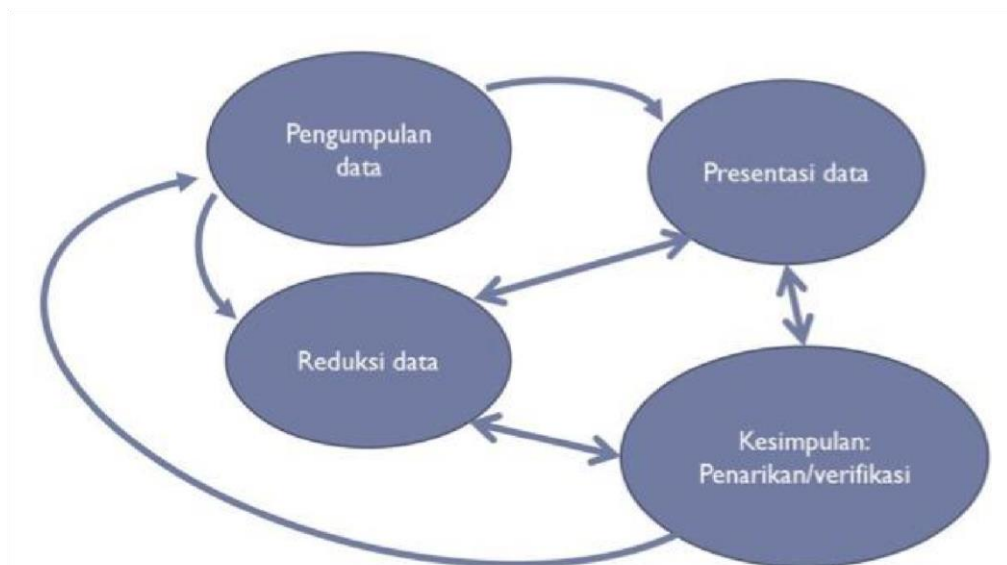 Pengumpulan
data
Presentasi data
Reduksi data
Kesimpulan:
Penarikan/verifikasi